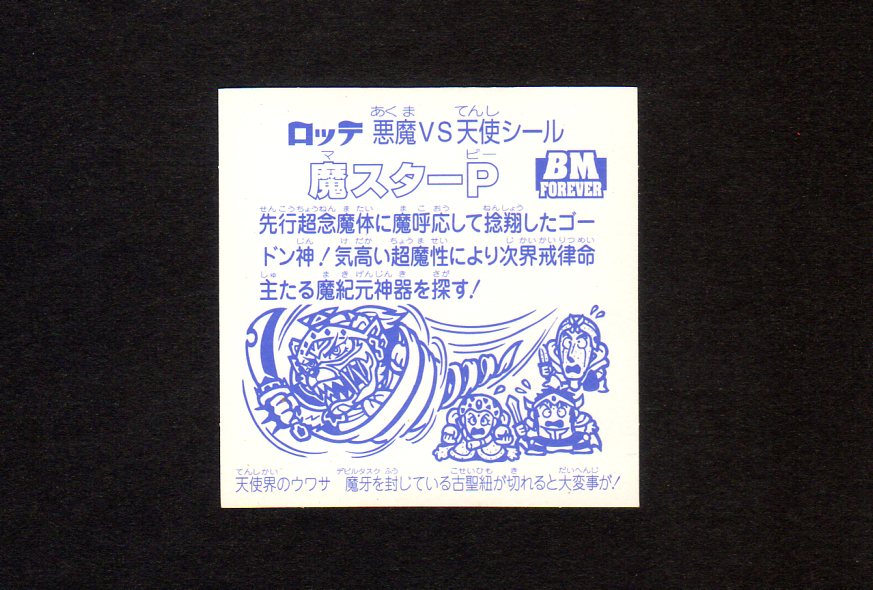 あくま てんし
ロッテ 悪魔VS天使シール
マ ピー
魔スターP
BM
FOREVER
せんこうちょうねん ま たい ま こ おう ねんしょう
先行超念魔体に魔呼応して捻翔したゴー
じん け だか ちょう ま せい じ かいかいりつめい
ドン神!気高い超魔性により次界戒律命
しゅ ま き げんじん き さが
主たる魔紀元神器を探す!
てんしかい デビルタスク ふう こせいひも き だいへんじ
天使界のウワサ 魔牙を封じている古聖紐が切れると大変事が!